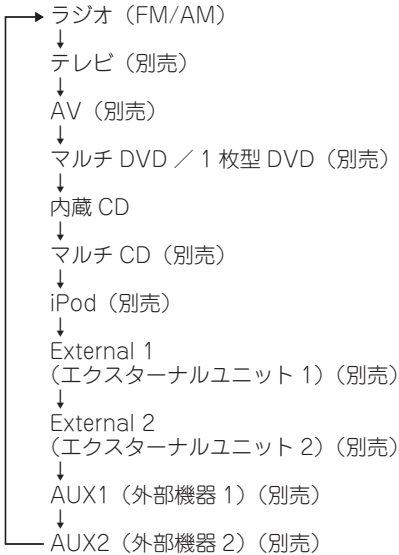 ラジオ（FM/AM）
テレビ（別売）
AV（別売）
マルチ DVD ／ 1 枚型 DVD（別売）
内蔵 CD
マルチ CD（別売）
iPod（別売）
External 1
（エクスターナルユニット 1）（別売）
External 2
（エクスターナルユニット 2）（別売）
AUX1（外部機器 1）（別売）
AUX2（外部機器 2）（別売）